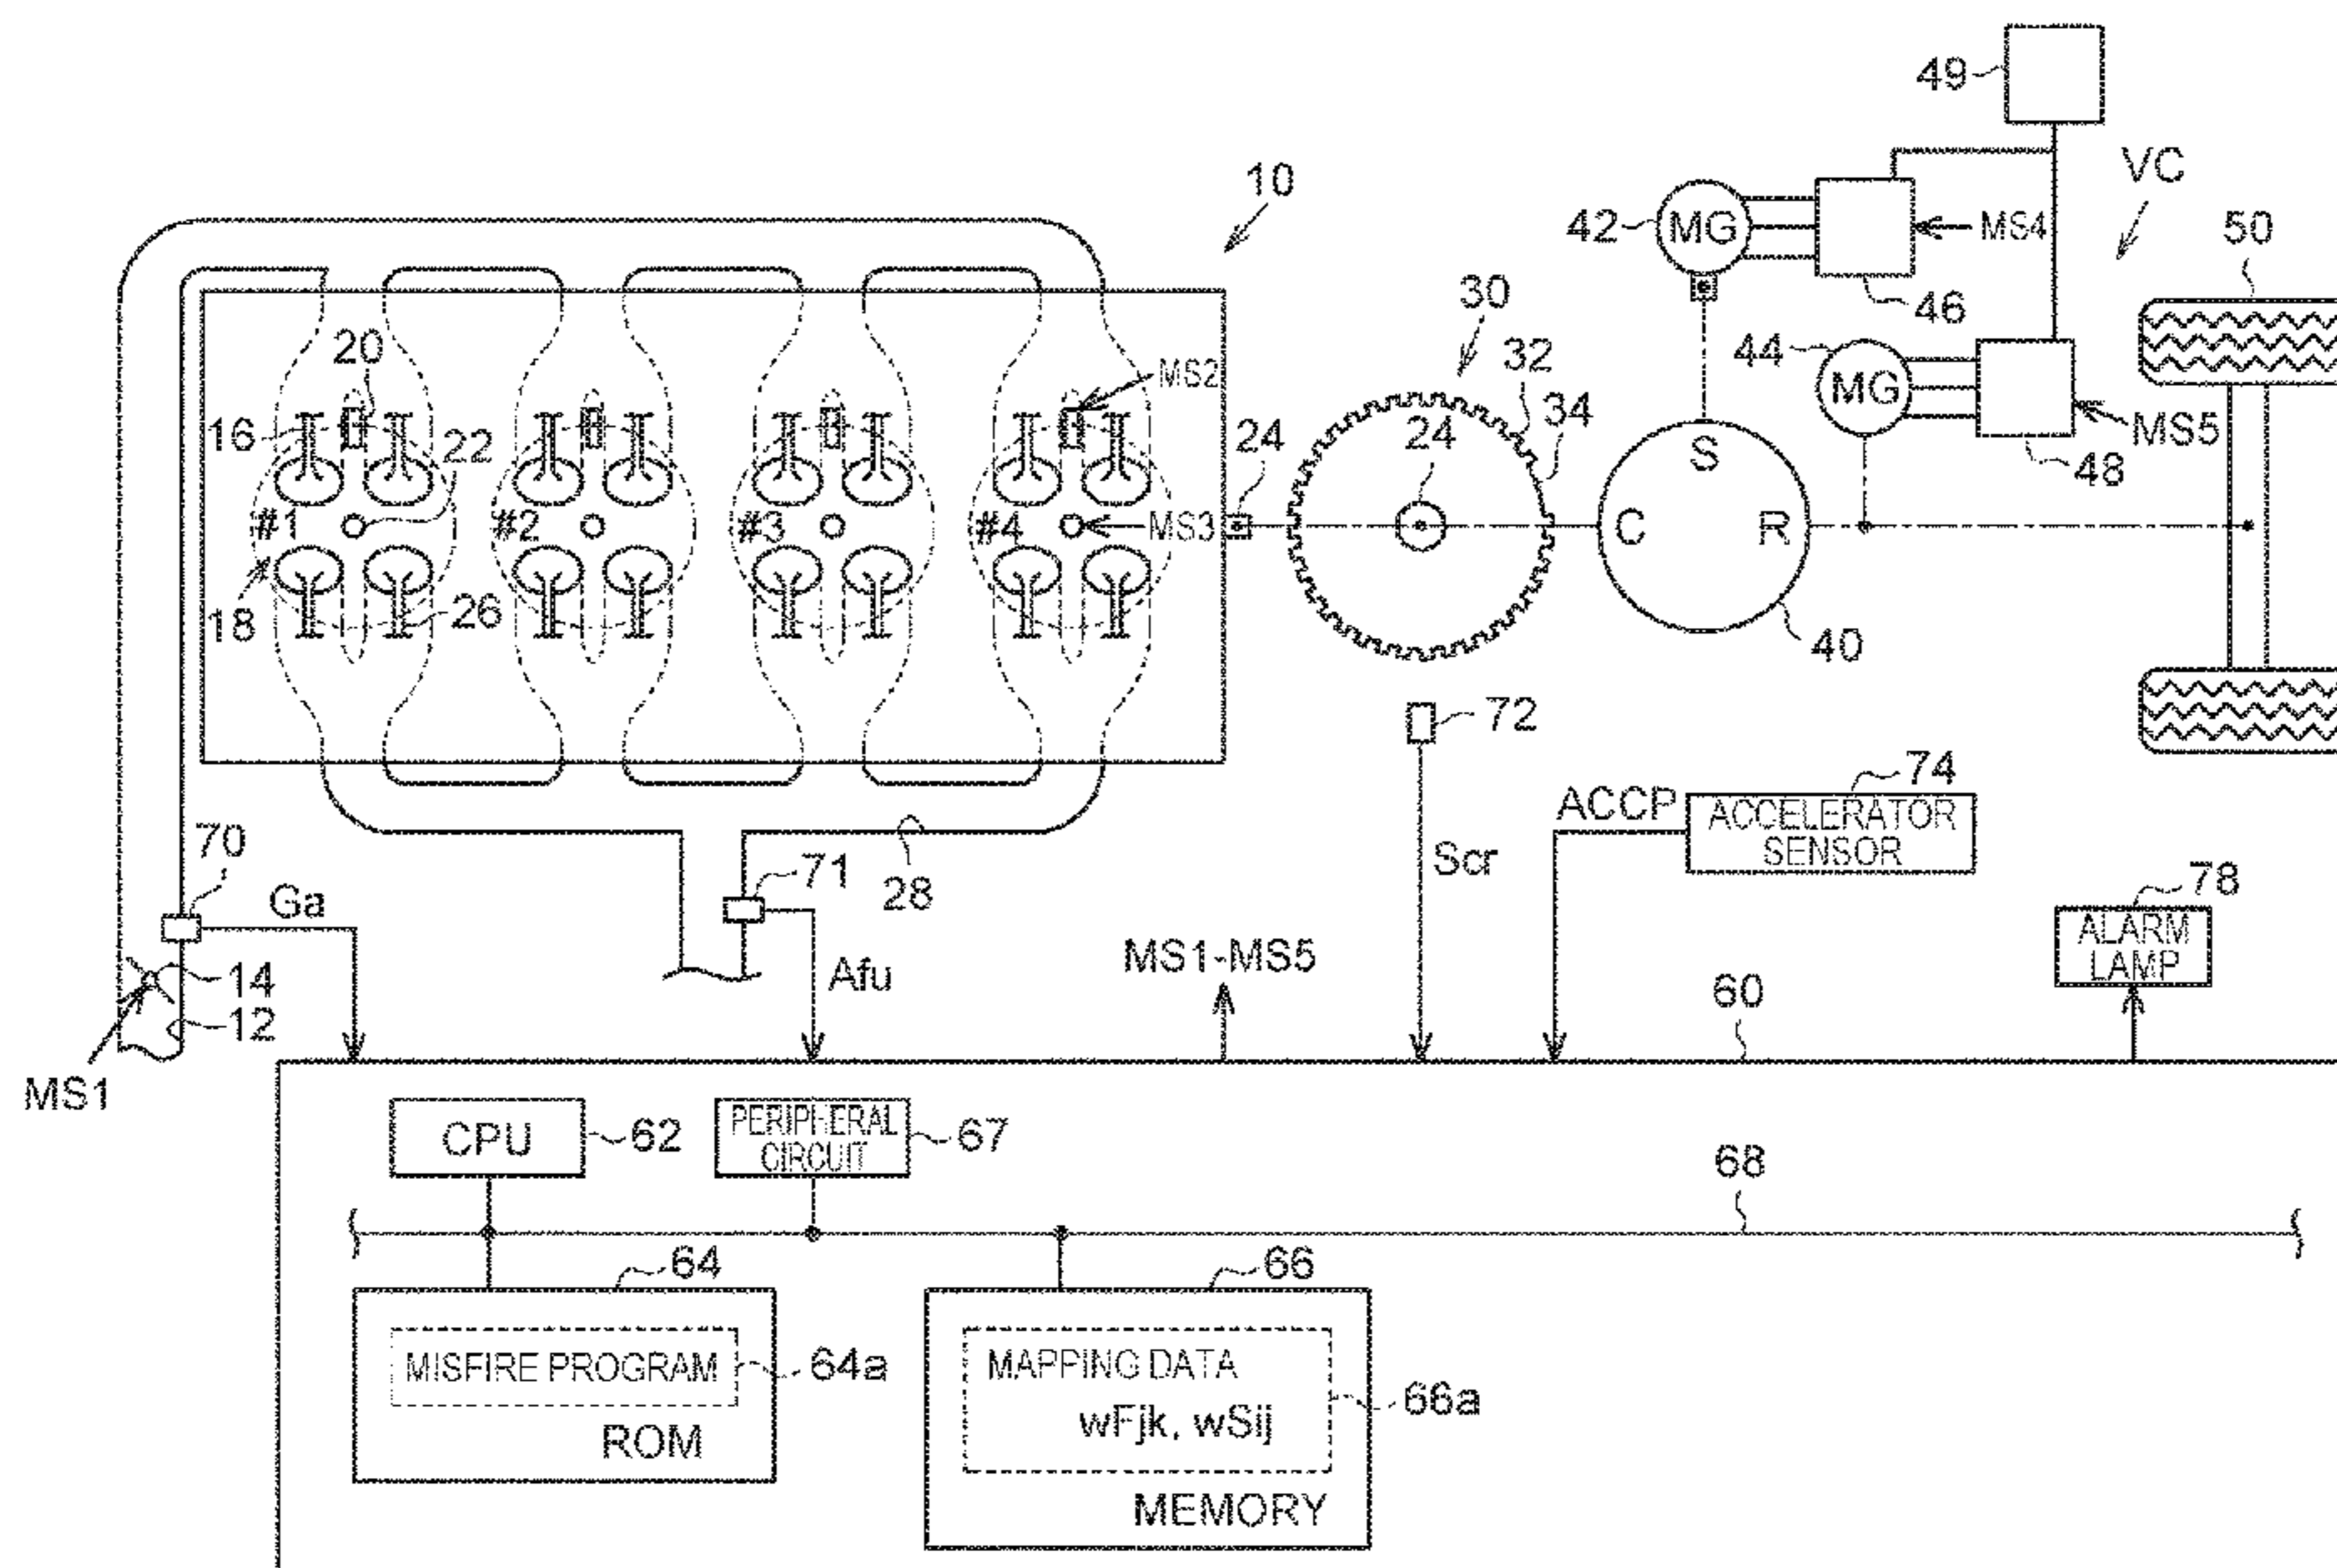 49
10
VC
42
MG
MS4
50
30
46
20
32
44
MS2
34
MG
16
22
24
24
MS5
S
48
#1
#2
#3
#4
MS3
C
R
18
26
40
72
74
ACCP
ACCELERATOR
SENSOR
70
71
Scr
28
78
Ga
ALARM
LAMP
MS1-MS5
14
Afu
60
12
MS1
CPU
62
PERIPHERAL
CIRCUIT
67
68
64
66
MISFIRE PROGRAM
64a
MAPPING DATA
66a
wFjk, wSij
ROM
MEMORY